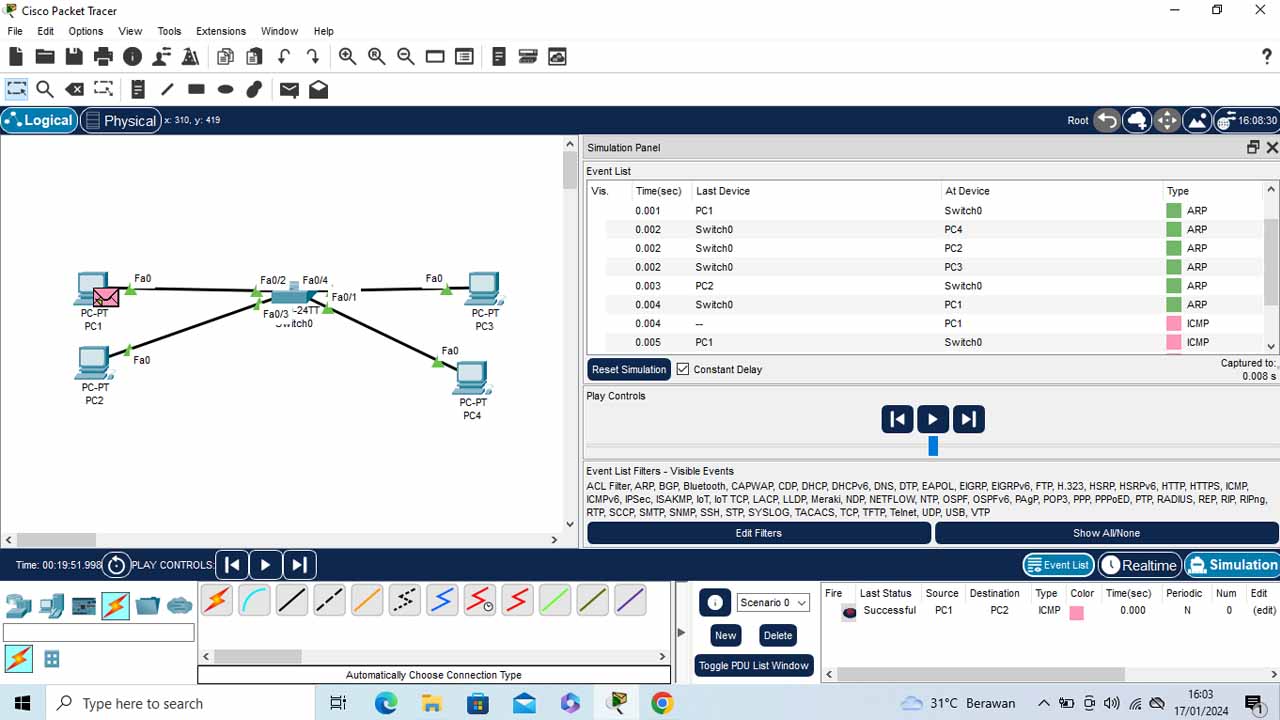 Cisco Packet Tracer
File Edit Options View Tools Extensions Window Help
?
Logical Physical x: 310, y: 419 Root 16:08:30
Simulation Panel
Event List
Vis. Time(sec) Last Device At Device Type
0.001 PC1 Switch0 ARP
0.002 Switch0 PC4 ARP
0.002 Switch0 PC2 ARP
0.002 Switch0 PC3 ARP
0.003 PC2 Switch0 ARP
0.004 Switch0 PC1 ARP
0.004 -- PC1 ICMP
0.005 PC1 Switch0 ICMP
Reset Simulation Constant Delay Captured to:
0.008 s
Play Controls
Event List Filters - Visible Events
ACL Filter, ARP, BGP, Bluetooth, CAPWAP, CDP, DHCP, DHCPv6, DNS, DTP, EAPOL, EIGRP, EIGRPv6, FTP, H.323, HSRP, HSRPv6, HTTP, HTTPS, ICMP,
ICMPv6, IPSec, ISAKMP, IoT, IoT TCP, LACP, LLDP, Meraki, NDP, NETFLOW, NTP, OSPF, OSPFv6, PAgP, POP3, PPP, PPPoED, PTP, RADIUS, REP, RIP, RIPng,
RTP, SCCP, SMTP, SNMP, SSH, STP, SYSLOG, TACACS, TCP, TFTP, Telnet, UDP, USB, VTP
Edit Filters Show All/None
Fa0 Fa0/2 Fa0/4 Fa0
Fa0/1
PC-PT Fa0/3 -24TT PC-PT
PC1 Switch0 PC3
Fa0 Fa0
PC-PT
PC2
PC-PT
PC4
Time: 00:19:51.998 PLAY CONTROLS: Event List Realtime Simulation
Scenario 0
New Delete
Toggle PDU List Window
Fire Last Status Source Destination Type Color Time(sec) Periodic Num Edit
Successful PC1 PC2 ICMP 0.000 N 0 (edit)
Automatically Choose Connection Type
Type here to search 31°C Berawan 16:03
17/01/2024
1